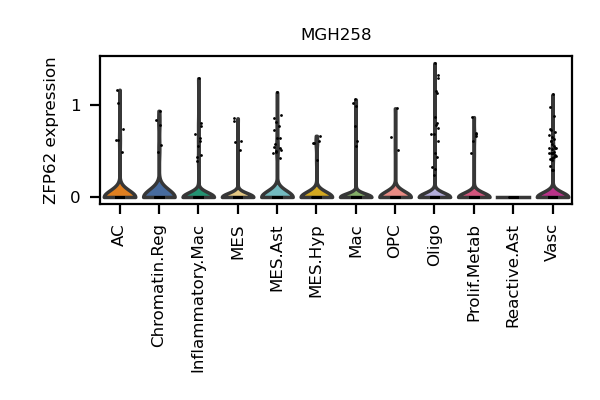 MGH258
ZFP62 expression
1
0
AC
Chromatin.Reg
Inflammatory.Mac
MES
MES.Ast
MES.Hyp
Mac
OPC
Oligo
Prolif.Metab
Reactive.Ast
Vasc